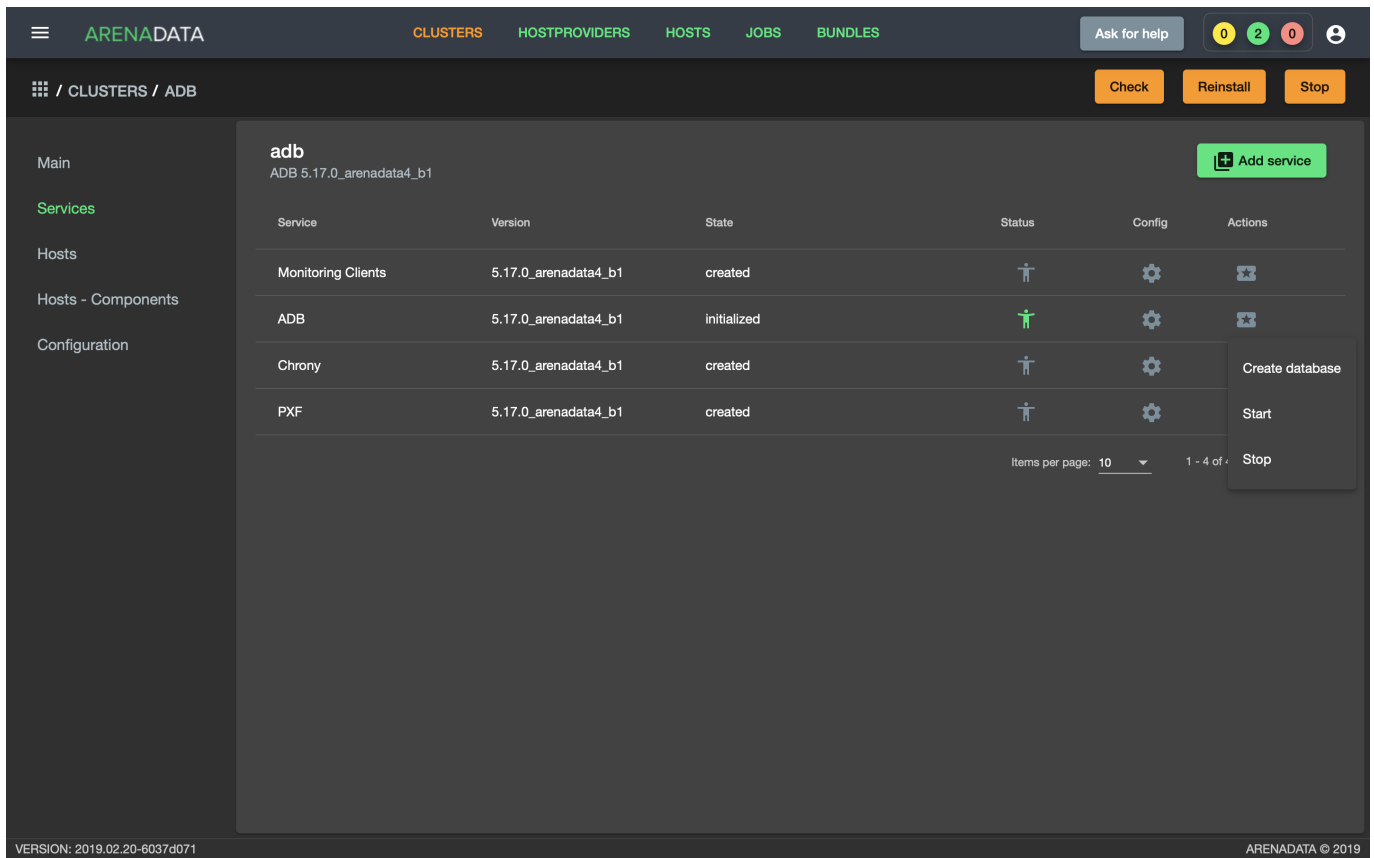 ARENADATA CLUSTERS HOSTPROVIDERS HOSTS JOBS BUNDLES Ask for help 0 2 0
/ CLUSTERS / ADB Check Reinstall Stop
Main
Services
Hosts
Hosts - Components
Configuration
adb
ADB 5.17.0_arenadata4_b1
Add service
Service Version State Status Config Actions
Monitoring Clients 5.17.0_arenadata4_b1 created
ADB 5.17.0_arenadata4_b1 initialized
Chrony 5.17.0_arenadata4_b1 created
PXF 5.17.0_arenadata4_b1 created
Create database
Start
Stop
Items per page: 10 1 - 4 of
VERSION: 2019.02.20-6037d071 ARENADATA © 2019